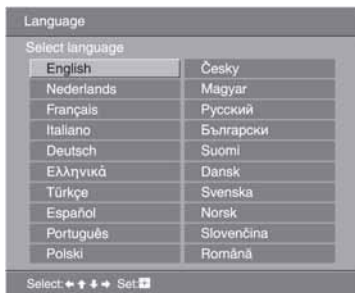 Language
Select language
English Česky
Nederlands Magyar
Français Русский
Italiano Български
Deutsch Suomi
Ελληνικά Dansk
Türkçe Svenska
Español Norsk
Português Slovenčina
Polski Română
Select:←↑↓→ Set: